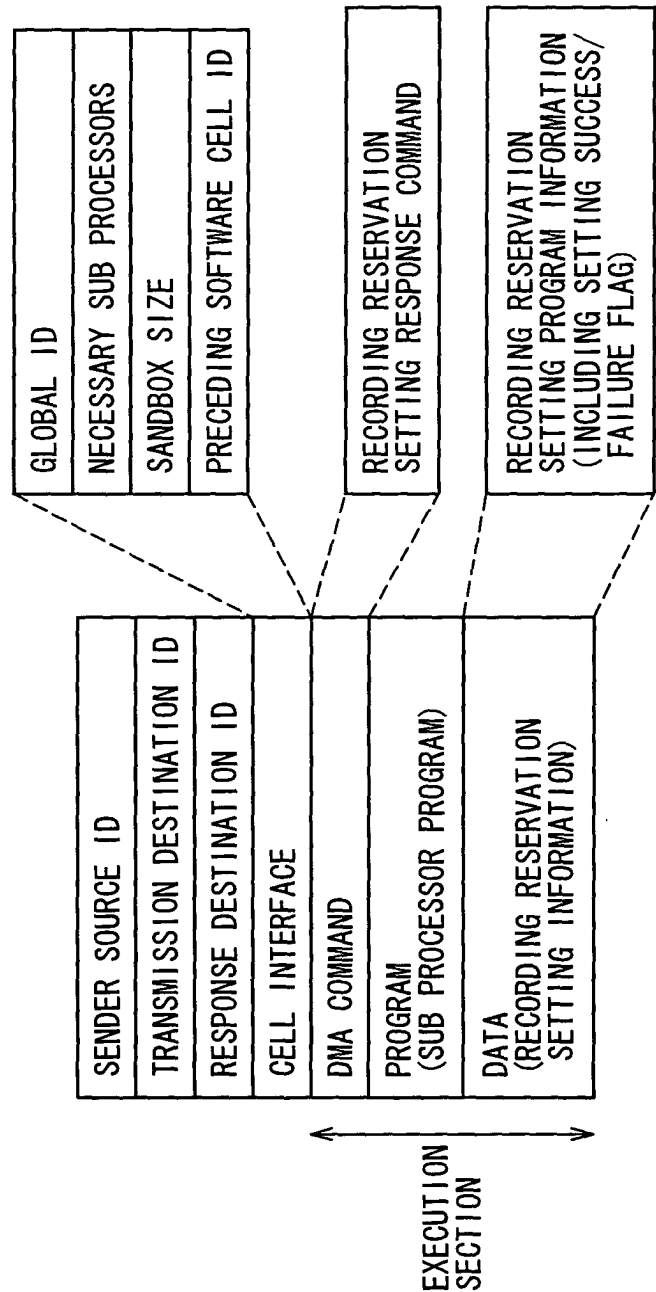 SENDER SOURCE ID
TRANSMISSION DESTINATION ID
RESPONSE DESTINATION ID
CELL INTERFACE
DMA COMMAND
PROGRAM
(SUB PROCESSOR PROGRAM)
DATA
(RECORDING RESERVATION
SETTING INFORMATION)
EXECUTION
SECTION
GLOBAL ID
NECESSARY SUB PROCESSORS
SANDBOX SIZE
PRECEDING SOFTWARE CELL ID
RECORDING RESERVATION
SETTING RESPONSE COMMAND
RECORDING RESERVATION
SETTING PROGRAM INFORMATION
(INCLUDING SETTING SUCCESS/
FAILURE FLAG)